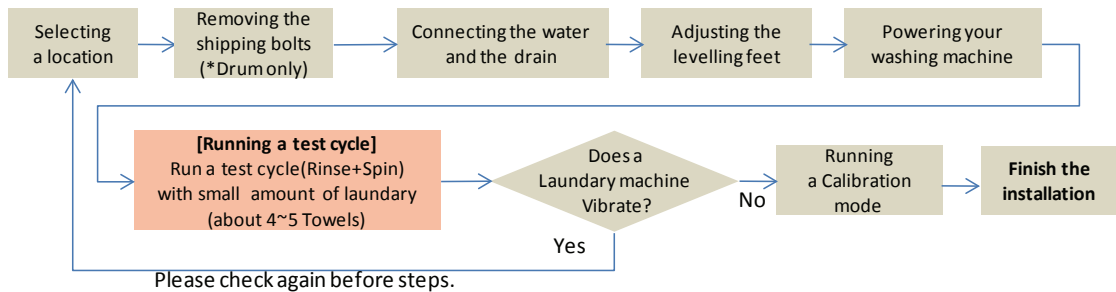 Selecting
a location
Removing the
shipping bolts
(*Drum only)
Connecting the water
and the drain
Adjusting the
levelling feet
Powering your
washing machine
[Running a test cycle]
Run a test cycle(Rinse+Spin)
with small amount of laundary
(about 4~5 Towels)
Does a
Laundary machine
Vibrate?
No
Running
a Calibration
mode
Finish the
installation
Yes
Please check again before steps.